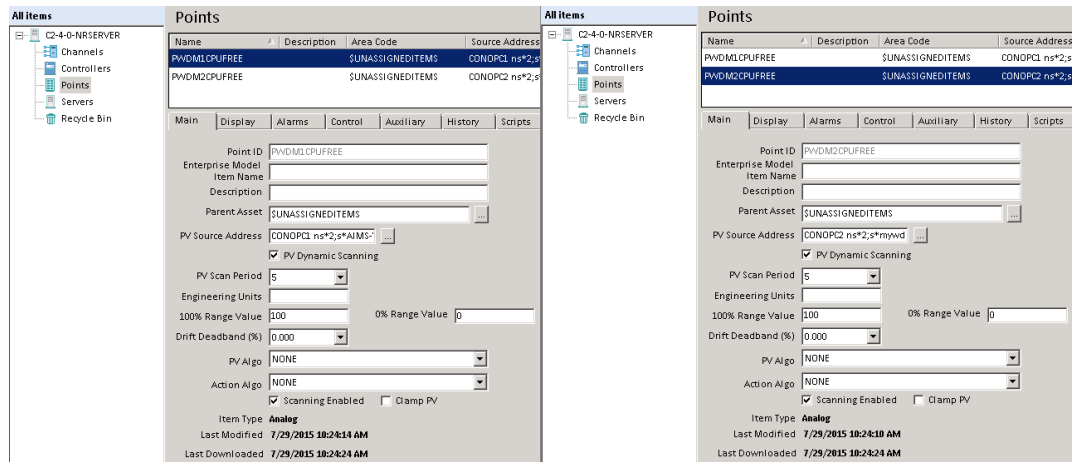 All items
C2-4-0-NRSERVER
Channels
Controllers
Points
Servers
Recycle Bin
Points
Name Description Area Code Source Address
PWDM1CPUFREE $UNASSIGNEDITEMS CONOPC1 ns*2;s*
PWDM2CPUFREE $UNASSIGNEDITEMS CONOPC2 ns*2;s*
Main Display Alarms Control Auxiliary History Scripts
Point ID PWDM1CPUFREE
Enterprise Model
Item Name
Description
Parent Asset $UNASSIGNEDITEMS ...
PV Source Address CONOPC1 ns*2;s*AIMS- ...
PV Dynamic Scanning
PV Scan Period 5
Engineering Units
100% Range Value 100 0% Range Value 0
Drift Deadband (%) 0.000
PV Algo NONE
Action Algo NONE
Scanning Enabled Clamp PV
Item Type Analog
Last Modified 7/29/2015 10:24:14 AM
Last Downloaded 7/29/2015 10:24:24 AM
All items
C2-4-0-NRSERVER
Channels
Controllers
Points
Servers
Recycle Bin
Points
Name Description Area Code Source Address
PWDM1CPUFREE $UNASSIGNEDITEMS CONOPC1 ns*2;s
PWDM2CPUFREE $UNASSIGNEDITEMS CONOPC2 ns*2;s
Main Display Alarms Control Auxiliary History Scripts
Point ID PWDM2CPUFREE
Enterprise Model
Item Name
Description
Parent Asset $UNASSIGNEDITEMS ...
PV Source Address CONOPC2 ns*2;s*mywd ...
PV Dynamic Scanning
PV Scan Period 5
Engineering Units
100% Range Value 100 0% Range Value 0
Drift Deadband (%) 0.000
PV Algo NONE
Action Algo NONE
Scanning Enabled Clamp PV
Item Type Analog
Last Modified 7/29/2015 10:24:10 AM
Last Downloaded 7/29/2015 10:24:24 AM